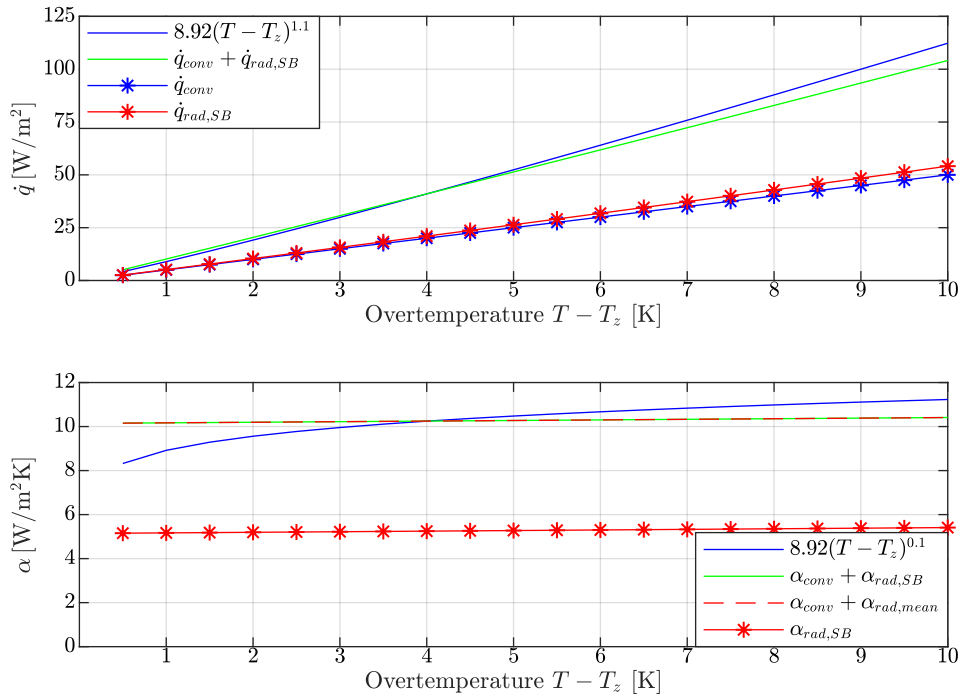 125
100
75
50
25
0
q̇ [W/m²]
8.92(T − T_z)^1.1
q̇_conv + q̇_rad,SB
q̇_conv
q̇_rad,SB
1 2 3 4 5 6 7 8 9 10
Overtemperature T − T_z [K]
12
10
8
6
4
2
0
α [W/m²K]
8.92(T − T_z)^0.1
α_conv + α_rad,SB
α_conv + α_rad,mean
α_rad,SB
1 2 3 4 5 6 7 8 9 10
Overtemperature T − T_z [K]